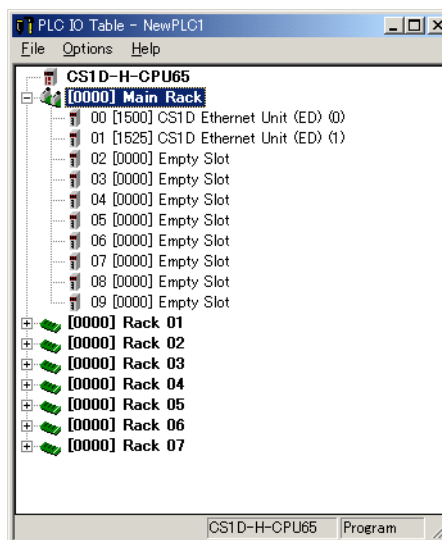 PLC IO Table - NewPLC1
File Options Help
CS1D-H-CPU65
[0000] Main Rack
00 [1500] CS1D Ethernet Unit (ED) (0)
01 [1525] CS1D Ethernet Unit (ED) (1)
02 [0000] Empty Slot
03 [0000] Empty Slot
04 [0000] Empty Slot
05 [0000] Empty Slot
06 [0000] Empty Slot
07 [0000] Empty Slot
08 [0000] Empty Slot
09 [0000] Empty Slot
[0000] Rack 01
[0000] Rack 02
[0000] Rack 03
[0000] Rack 04
[0000] Rack 05
[0000] Rack 06
[0000] Rack 07
CS1D-H-CPU65 Program